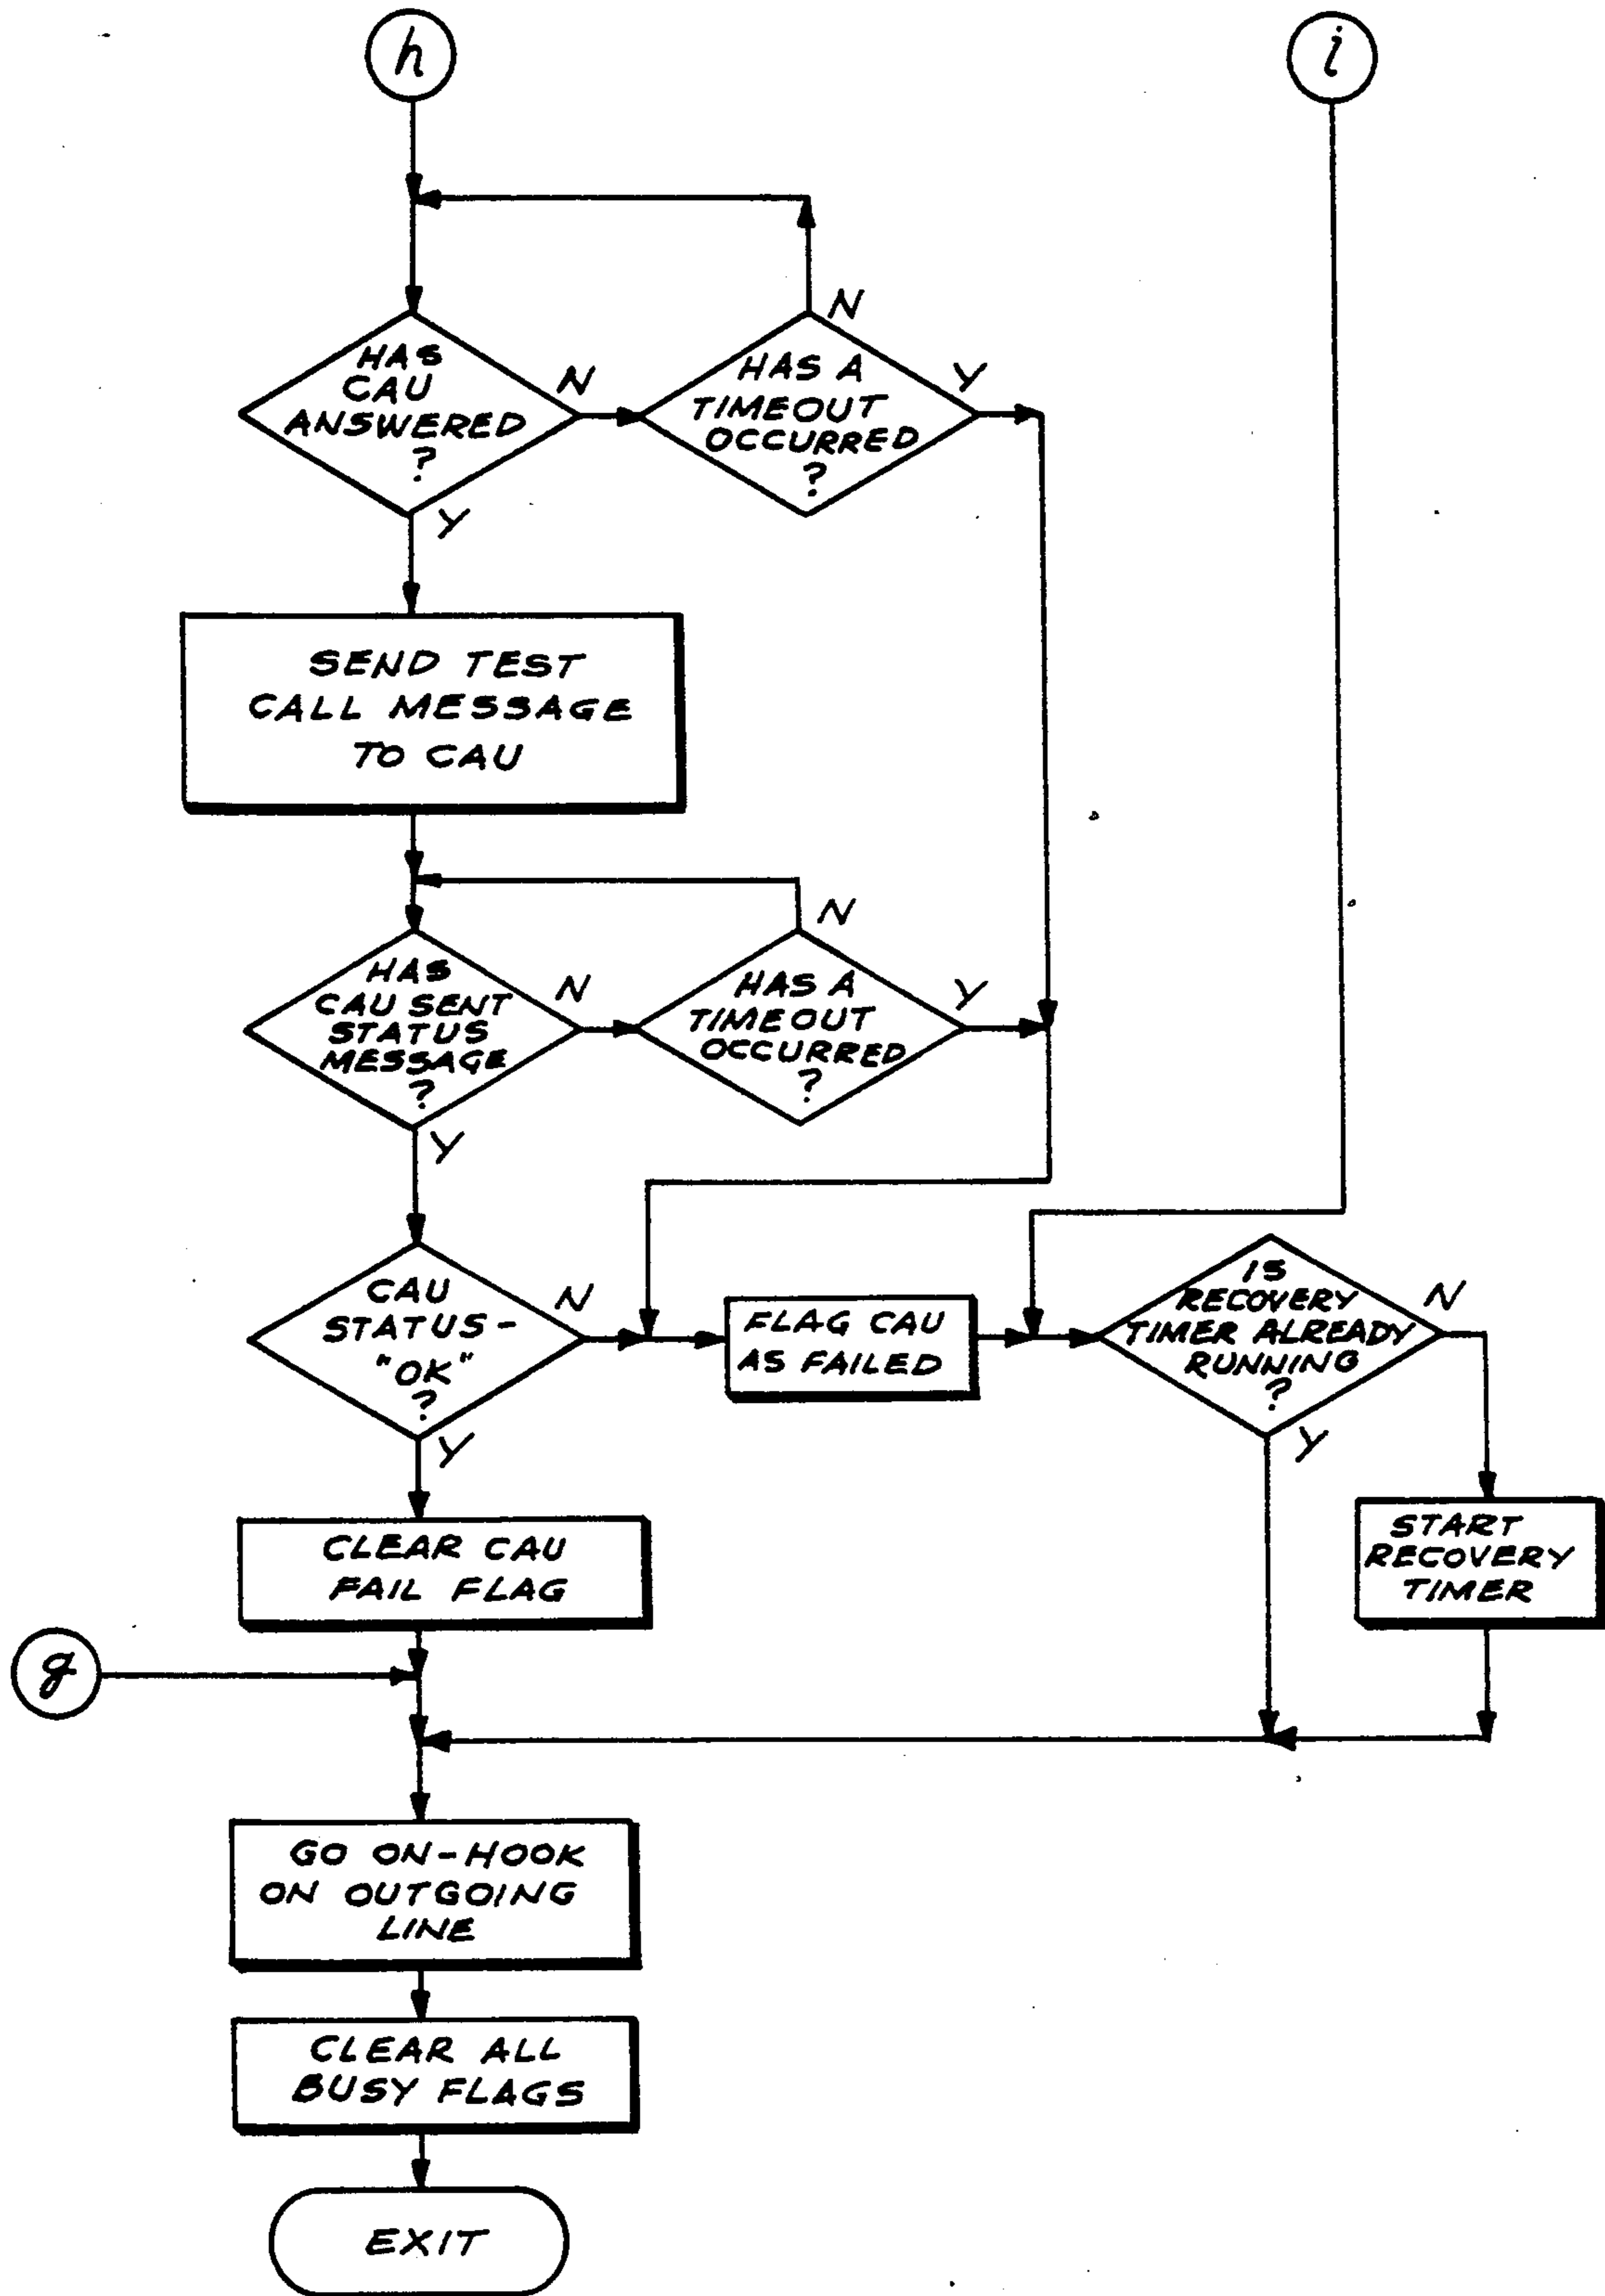 h
i
HAS
CAU
ANSWERED
?
N
Y
HAS A
TIMEOUT
OCCURRED
?
N
Y
SEND TEST
CALL MESSAGE
TO CAU
HAS
CAU SENT
STATUS
MESSAGE
?
N
Y
HAS A
TIMEOUT
OCCURRED
?
N
Y
CAU
STATUS-
"OK"
?
N
Y
FLAG CAU
AS FAILED
IS
RECOVERY
TIMER ALREADY
RUNNING
?
N
Y
START
RECOVERY
TIMER
CLEAR CAU
FAIL FLAG
g
GO ON-HOOK
ON OUTGOING
LINE
CLEAR ALL
BUSY FLAGS
EXIT